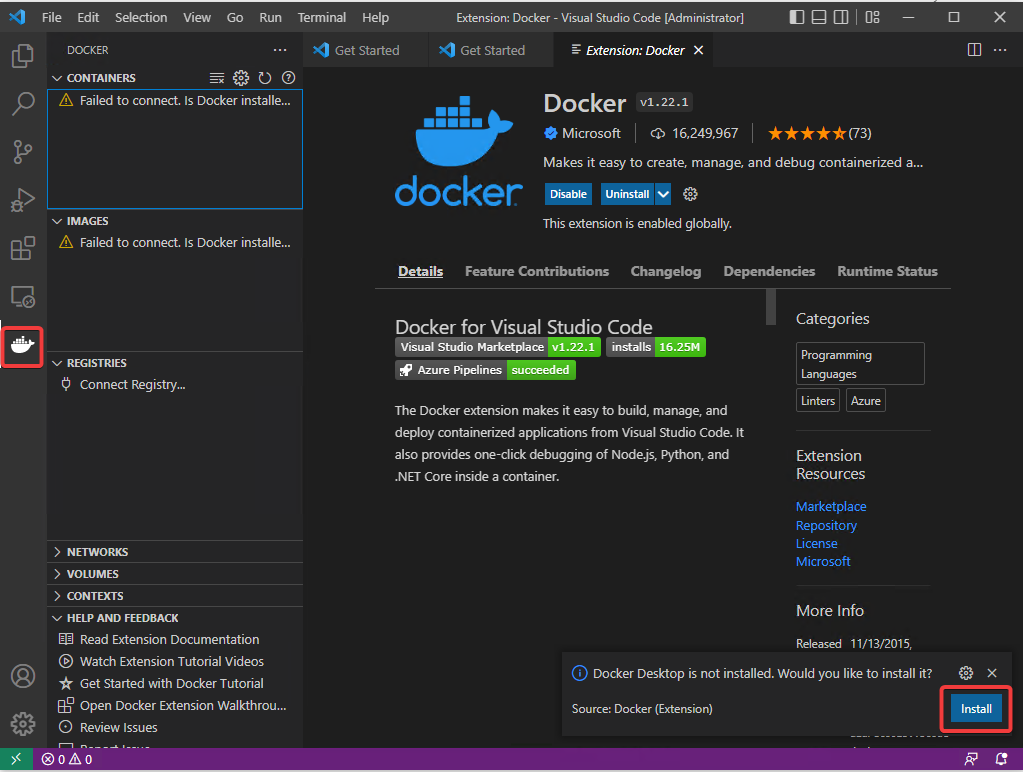 File Edit Selection View Go Run Terminal Help
Extension: Docker - Visual Studio Code [Administrator]
DOCKER
CONTAINERS
Failed to connect. Is Docker installe...
IMAGES
Failed to connect. Is Docker installe...
REGISTRIES
Connect Registry...
NETWORKS
VOLUMES
CONTEXTS
HELP AND FEEDBACK
Read Extension Documentation
Watch Extension Tutorial Videos
Get Started with Docker Tutorial
Open Docker Extension Walkthrou...
Review Issues
Get Started
Get Started
Extension: Docker
docker
Docker v1.22.1
Microsoft 16,249,967 (73)
Makes it easy to create, manage, and debug containerized a...
Disable Uninstall
This extension is enabled globally.
Details Feature Contributions Changelog Dependencies Runtime Status
Docker for Visual Studio Code
Visual Studio Marketplace v1.22.1 installs 16.25M
Azure Pipelines succeeded
The Docker extension makes it easy to build, manage, and
deploy containerized applications from Visual Studio Code. It
also provides one-click debugging of Node.js, Python, and
.NET Core inside a container.
Categories
Programming
Languages
Linters Azure
Extension
Resources
Marketplace
Repository
License
Microsoft
More Info
Released 11/13/2015,
Docker Desktop is not installed. Would you like to install it?
Source: Docker (Extension)
Install
0 0